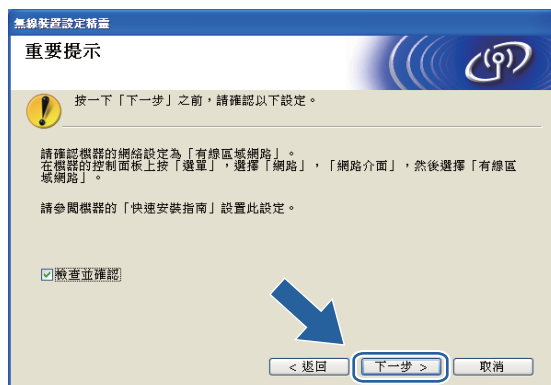 無線裝置設定精靈
重要提示
按一下「下一步」之前，請確認以下設定。
請確認機器的網絡設定為「有線區域網路」。
在機器的控制面板上按「選單」，選擇「網路」，「網路介面」，然後選擇「有線區
域網路」。
請參閱機器的「快速安裝指南」設置此設定。
檢查並確認
< 返回
下一步 >
取消